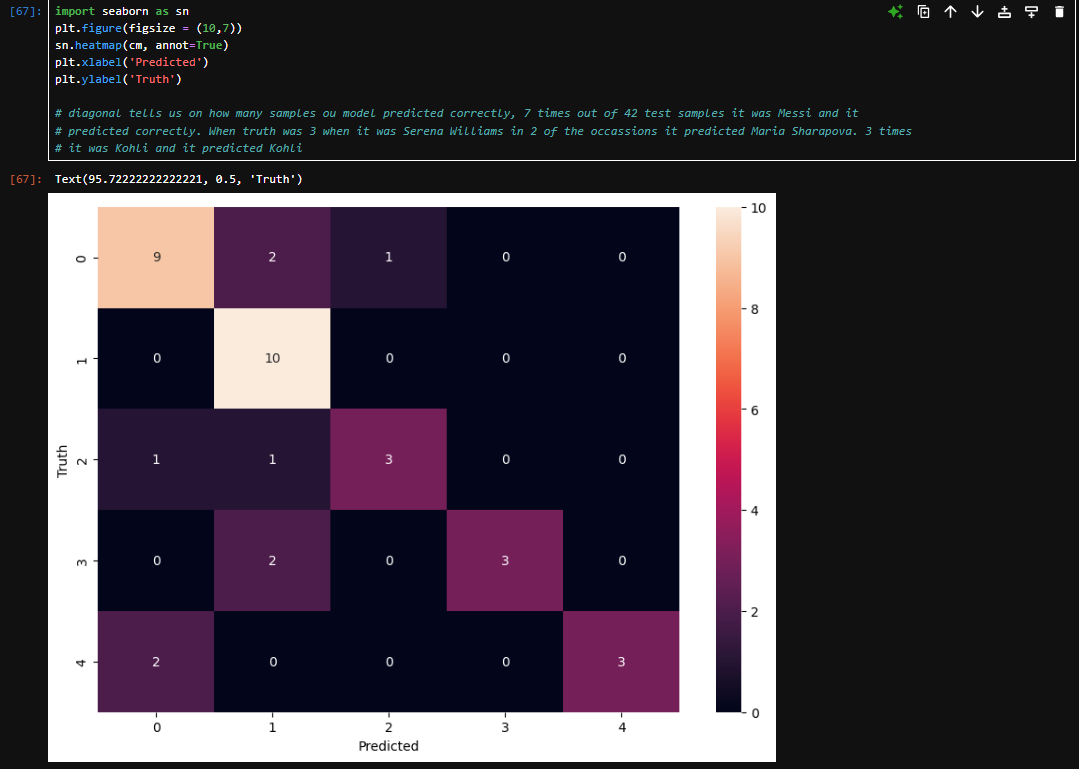 [67]: import seaborn as sn
plt.figure(figsize = (10,7))
sn.heatmap(cm, annot=True)
plt.xlabel('Predicted')
plt.ylabel('Truth')
# diagonal tells us on how many samples ou model predicted correctly, 7 times out of 42 test samples it was Messi and it
# predicted correctly. When truth was 3 when it was Serena Williams in 2 of the occassions it predicted Maria Sharapova. 3 times
# it was Kohli and it predicted Kohli
[67]: Text(95.72222222222221, 0.5, 'Truth')
Truth
0 9 2 1 0 0
1 0 10 0 0 0
2 1 1 3 0 0
3 0 2 0 3 0
4 2 0 0 0 3
0 1 2 3 4
Predicted
10
8
6
4
2
0